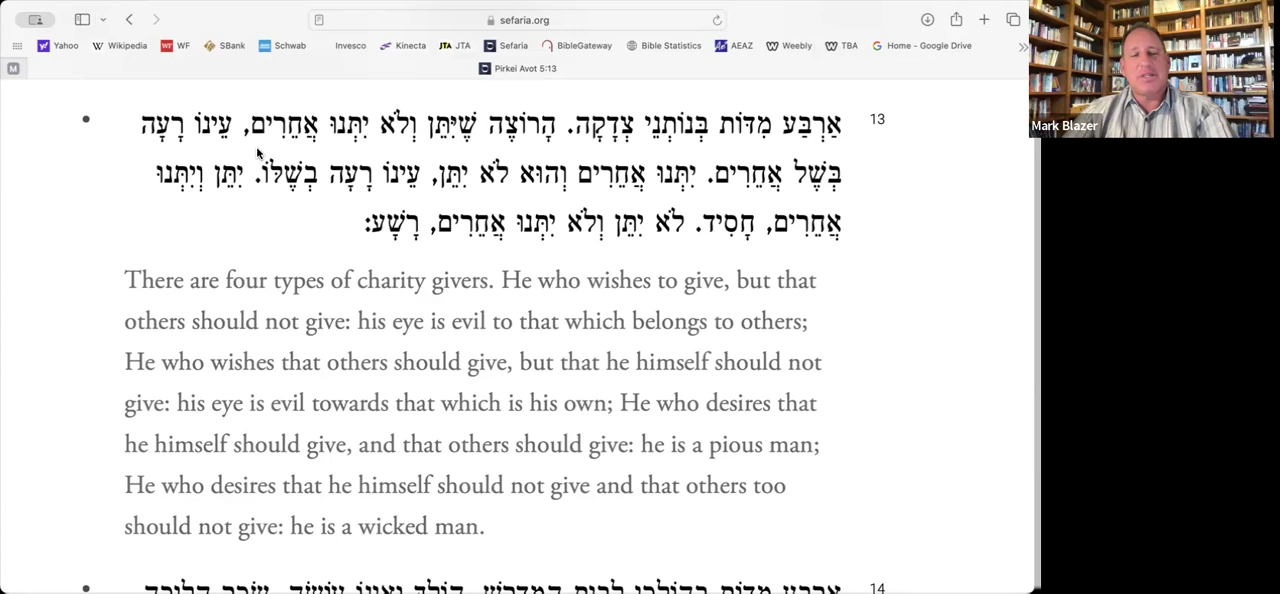 sefaria.org
Yahoo Wikipedia WF SBank Schwab Invesco Kinecta JTA Sefaria BibleGateway Bible Statistics AEAZ Weebly TBA Home - Google Drive
M
Pirkei Avot 5:13
Mark Blazer
13
אַרְבַּע מִדּוֹת בְּנוֹתְנֵי צְדָקָה. הָרוֹצֶה שֶׁיִּתֵּן וְלֹא יִתְּנוּ אֲחֵרִים, עֵינוֹ רָעָה
בְּשֶׁל אֲחֵרִים. יִתְּנוּ אֲחֵרִים וְהוּא לֹא יִתֵּן, עֵינוֹ רָעָה בְשֶׁלּוֹ. יִתֵּן וְיִתְּנוּ
אֲחֵרִים, חָסִיד. לֹא יִתֵּן וְלֹא יִתְּנוּ אֲחֵרִים, רָשָׁע:
There are four types of charity givers. He who wishes to give, but that
others should not give: his eye is evil to that which belongs to others;
He who wishes that others should give, but that he himself should not
give: his eye is evil towards that which is his own; He who desires that
he himself should give, and that others should give: he is a pious man;
He who desires that he himself should not give and that others too
should not give: he is a wicked man.
14